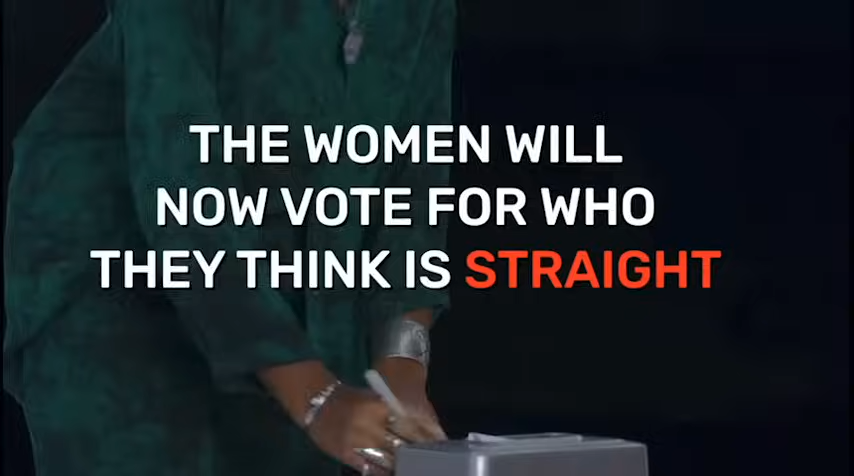 THE WOMEN WILL
NOW VOTE FOR WHO
THEY THINK IS STRAIGHT